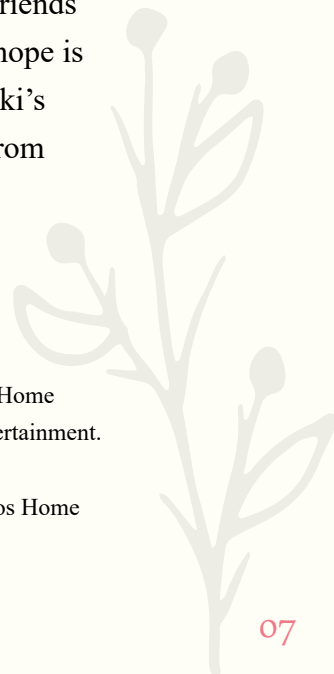 riends
hope is
ki’s
rom
Home
ertainment.
os Home
07